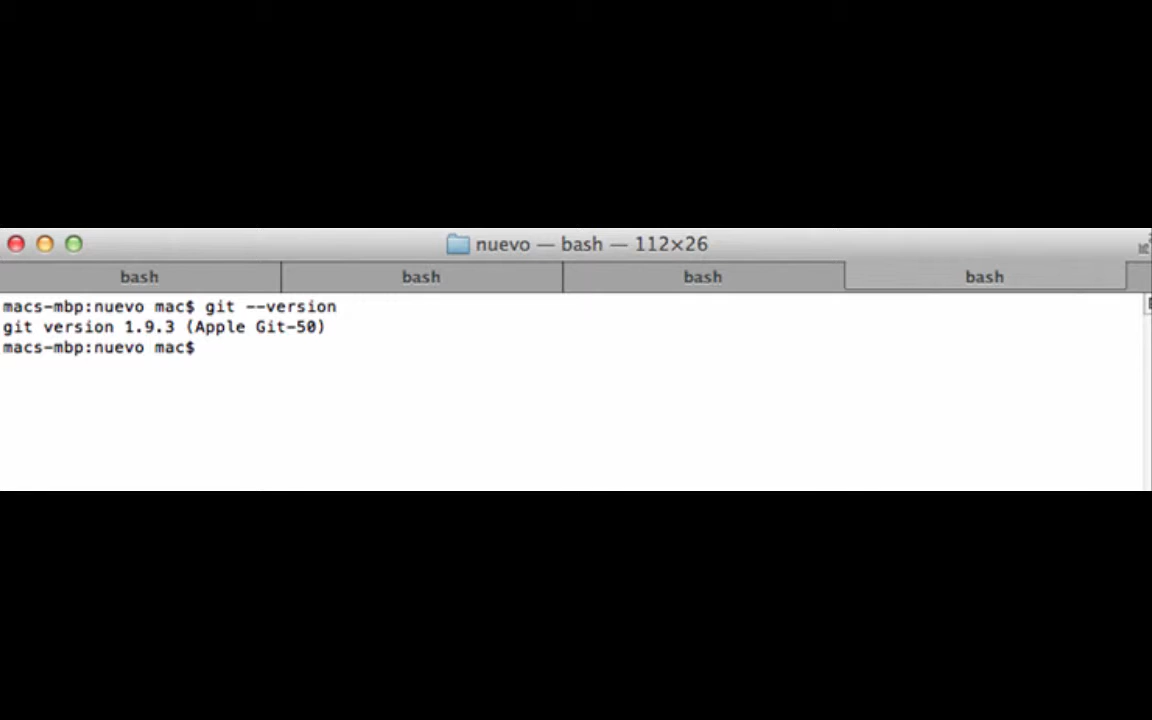 nuevo — bash — 112×26
bash bash bash bash
macs-mbp:nuevo mac$ git --version
git version 1.9.3 (Apple Git-50)
macs-mbp:nuevo mac$